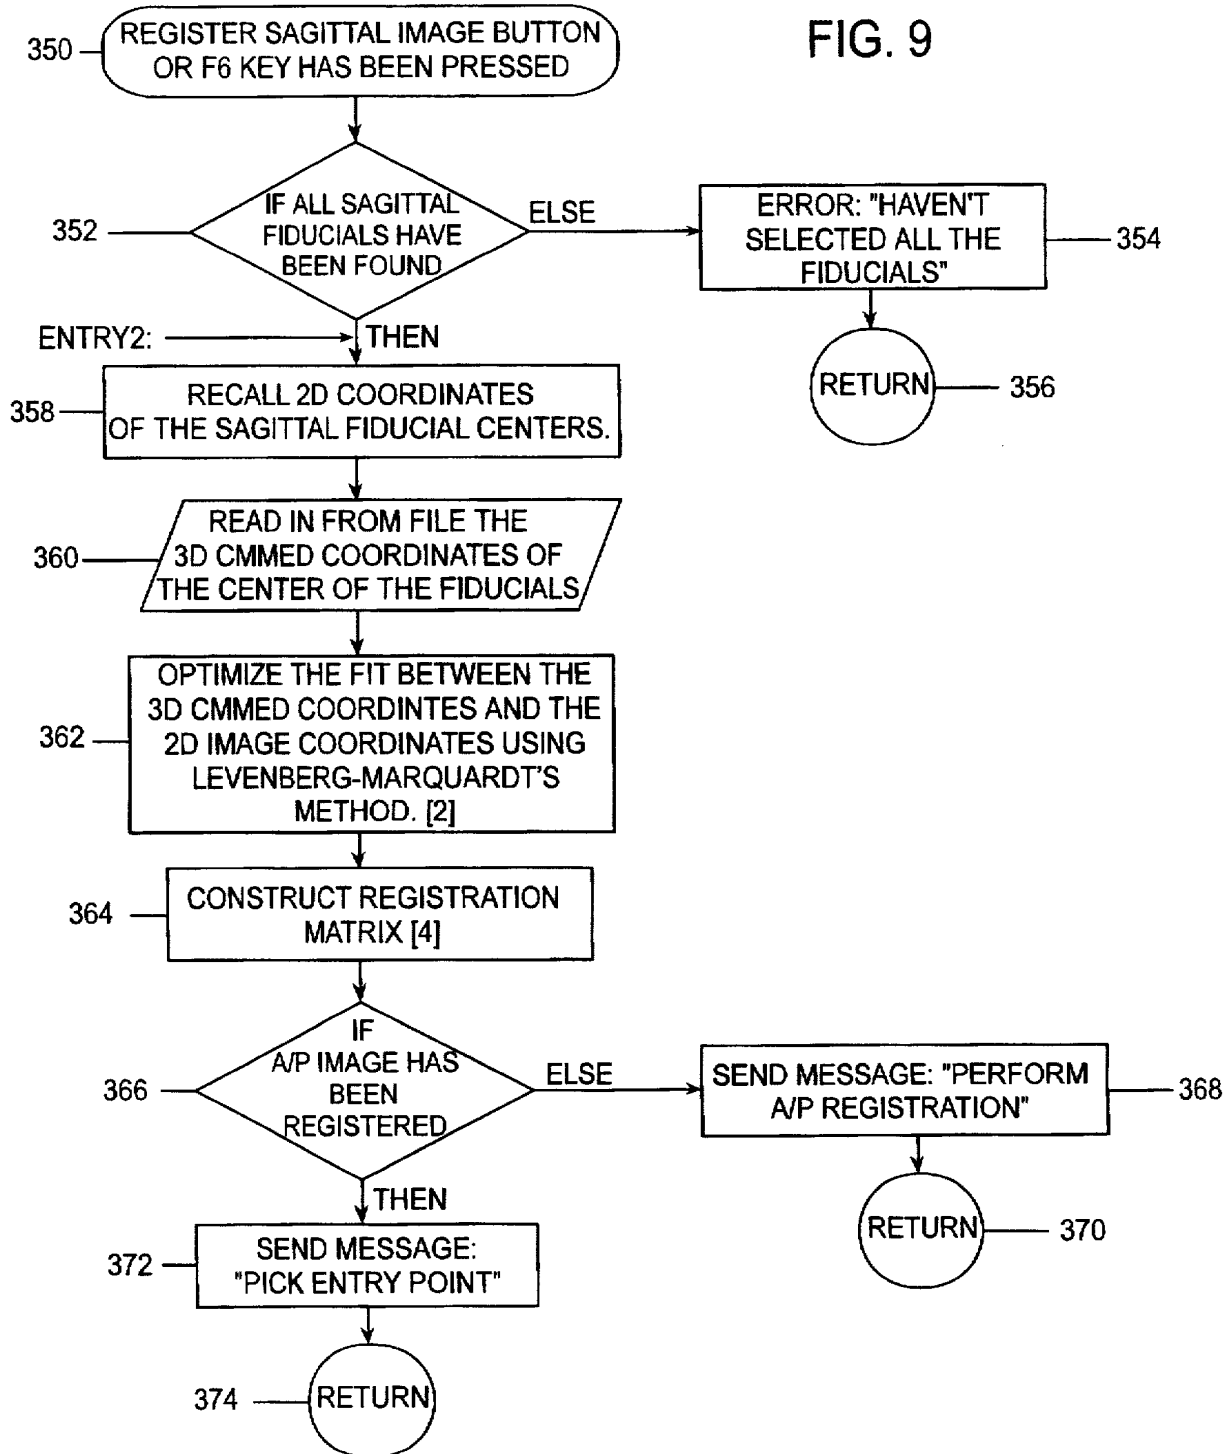 FIG. 9
350
REGISTER SAGITTAL IMAGE BUTTON
OR F6 KEY HAS BEEN PRESSED
352
IF ALL SAGITTAL
FIDUCIALS HAVE
BEEN FOUND
ELSE
ERROR: "HAVEN'T
SELECTED ALL THE
FIDUCIALS"
354
RETURN
356
ENTRY2:
THEN
358
RECALL 2D COORDINATES
OF THE SAGITTAL FIDUCIAL CENTERS.
360
READ IN FROM FILE THE
3D CMMED COORDINATES OF
THE CENTER OF THE FIDUCIALS
362
OPTIMIZE THE FIT BETWEEN THE
3D CMMED COORDINTES AND THE
2D IMAGE COORDINATES USING
LEVENBERG-MARQUARDT'S
METHOD. [2]
364
CONSTRUCT REGISTRATION
MATRIX [4]
366
IF
A/P IMAGE HAS
BEEN
REGISTERED
ELSE
SEND MESSAGE: "PERFORM
A/P REGISTRATION"
368
RETURN
370
THEN
372
SEND MESSAGE:
"PICK ENTRY POINT"
374
RETURN